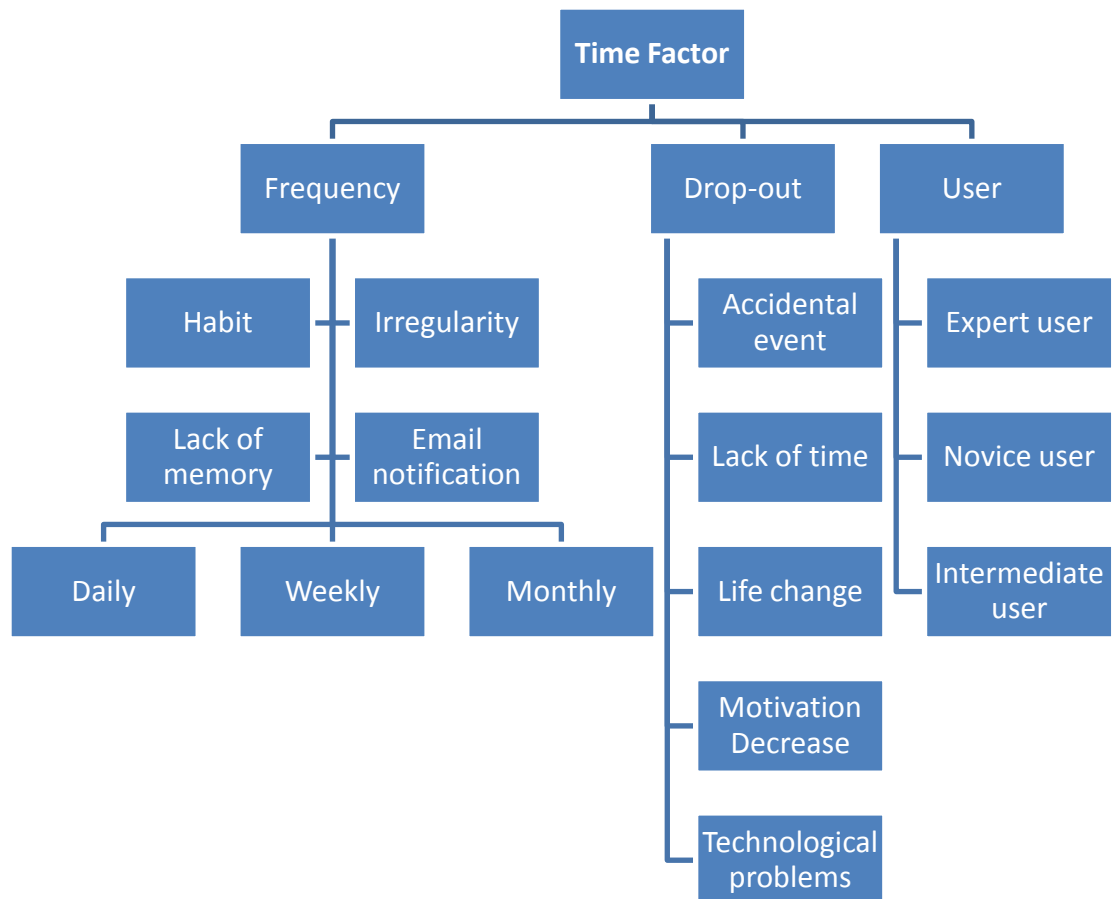 Time Factor
Frequency
Drop-out
User
Habit
Irregularity
Accidental
event
Expert user
Lack of
memory
Email
notification
Lack of time
Novice user
Daily
Weekly
Monthly
Life change
Intermediate
user
Motivation
Decrease
Technological
problems